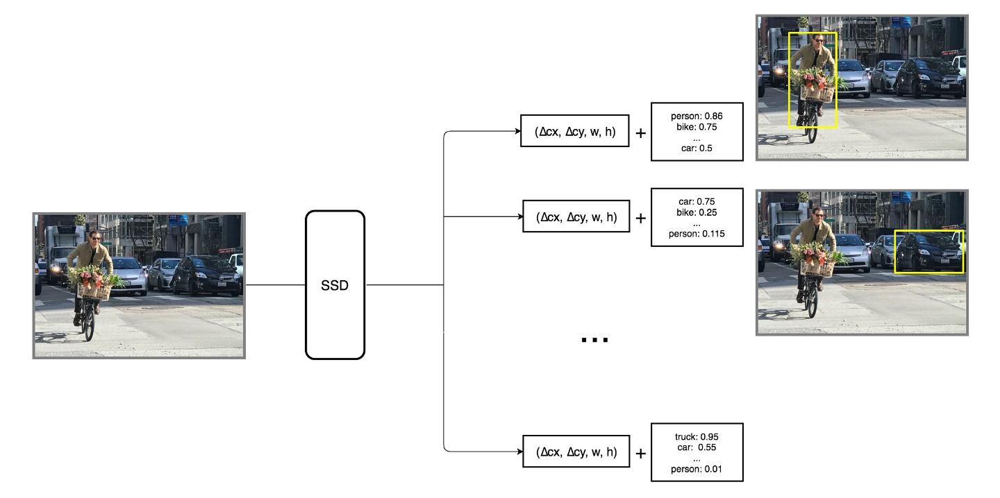 SSD
(Δcx, Δcy, w, h)
+
person: 0.86
bike: 0.75
...
car: 0.5
(Δcx, Δcy, w, h)
+
car: 0.75
bike: 0.25
...
person: 0.115
...
(Δcx, Δcy, w, h)
+
truck: 0.95
car: 0.55
...
person: 0.01